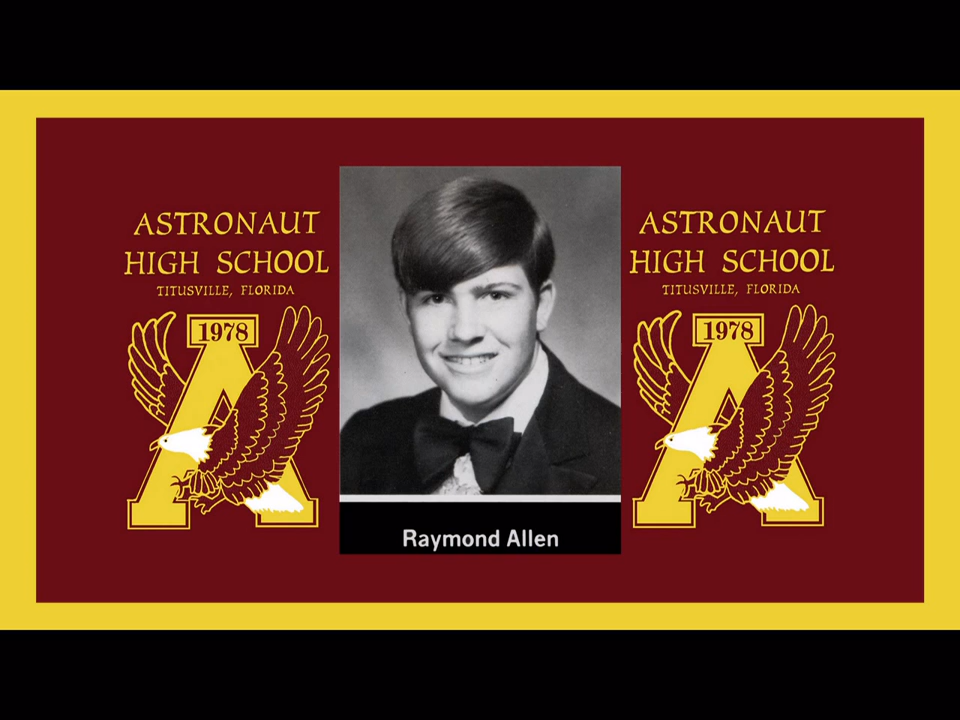 ASTRONAUT
HIGH SCHOOL
TITUSVILLE, FLORIDA
1978
A
Raymond Allen
ASTRONAUT
HIGH SCHOOL
TITUSVILLE, FLORIDA
1978
A